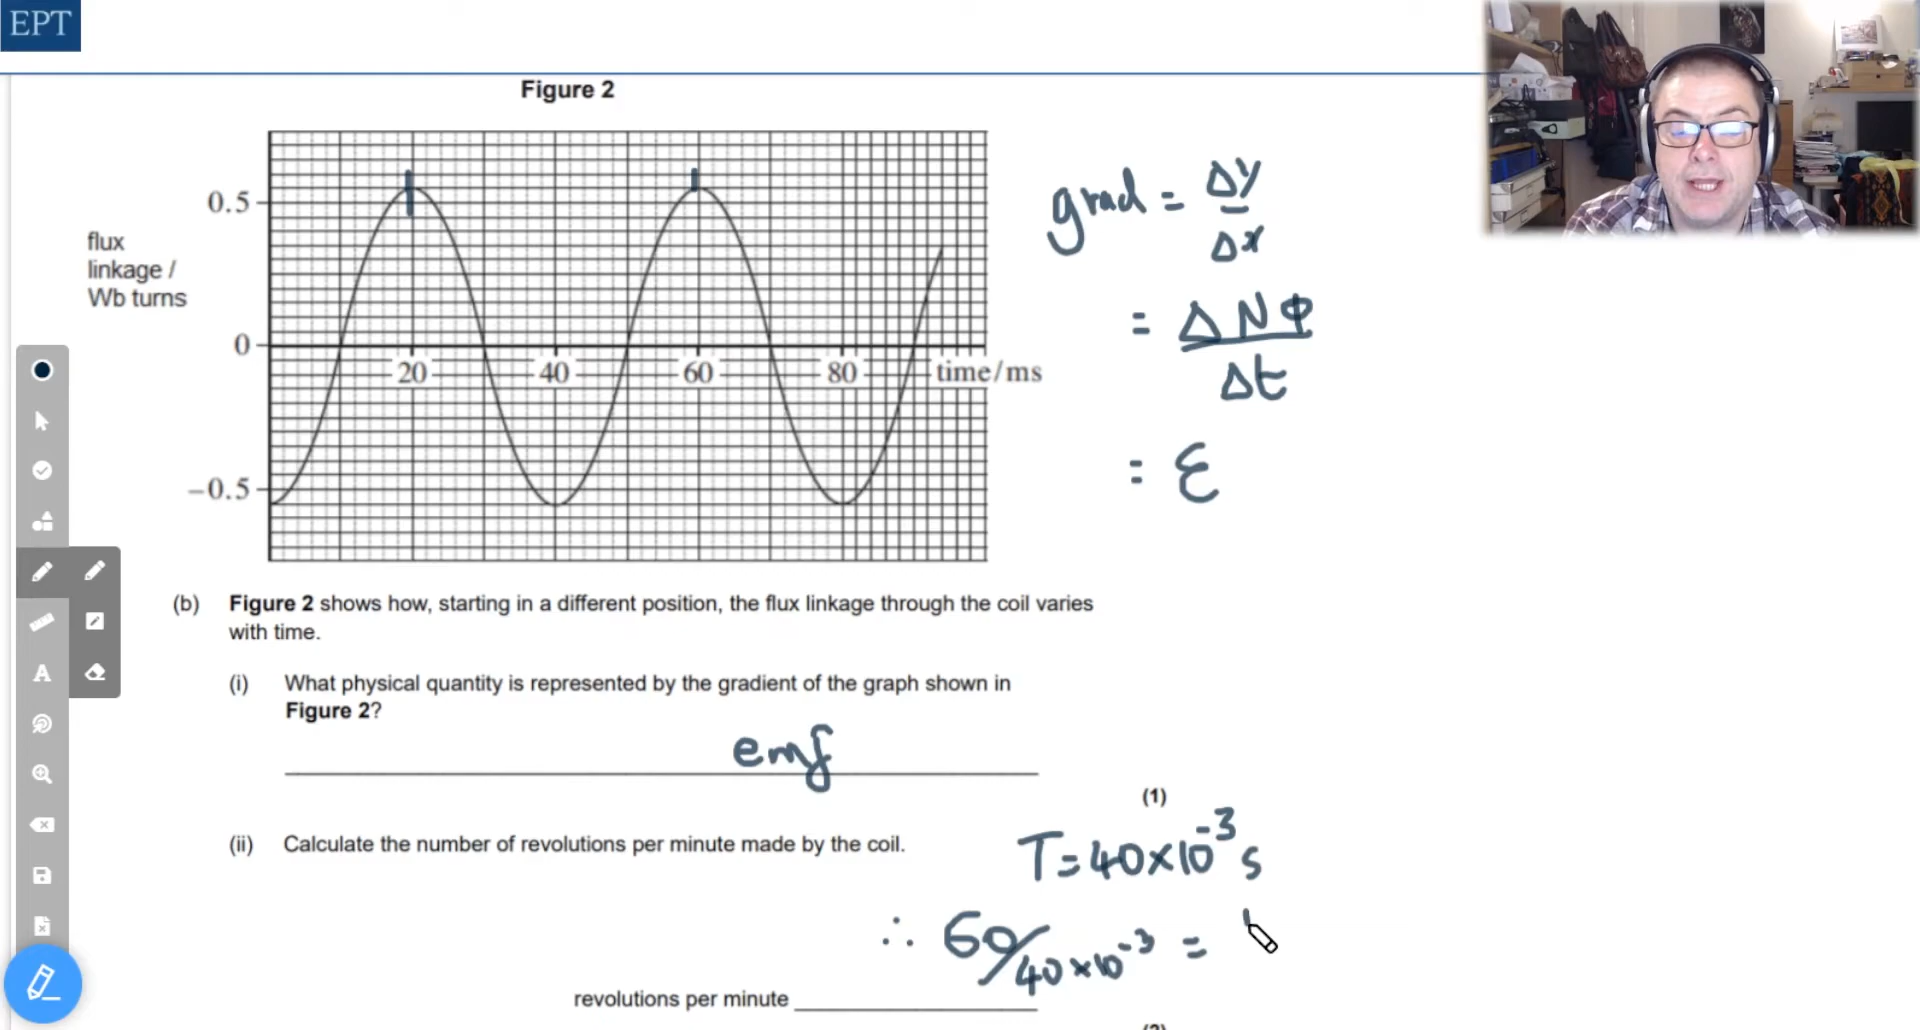 EPT
Figure 2
0.5
flux
linkage /
Wb turns
0
20 40 60 80 time/ms
−0.5
grad = Δy
Δx
= ΔNΦ
Δt
= ε
(b) Figure 2 shows how, starting in a different position, the flux linkage through the coil varies
with time.
(i) What physical quantity is represented by the gradient of the graph shown in
Figure 2?
emf
(1)
(ii) Calculate the number of revolutions per minute made by the coil.
T=40×10⁻³ s
∴ 60/40×10⁻³ =
revolutions per minute
A